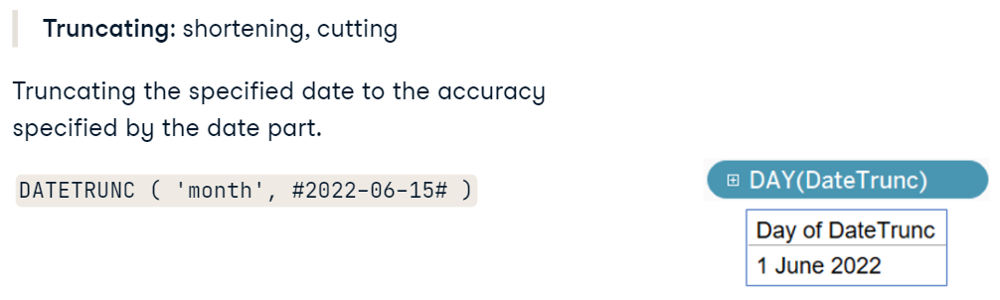 Truncating: shortening, cutting
Truncating the specified date to the accuracy
specified by the date part.
DATETRUNC ( 'month', #2022-06-15# )
DAY(DateTrunc)
Day of DateTrunc
1 June 2022